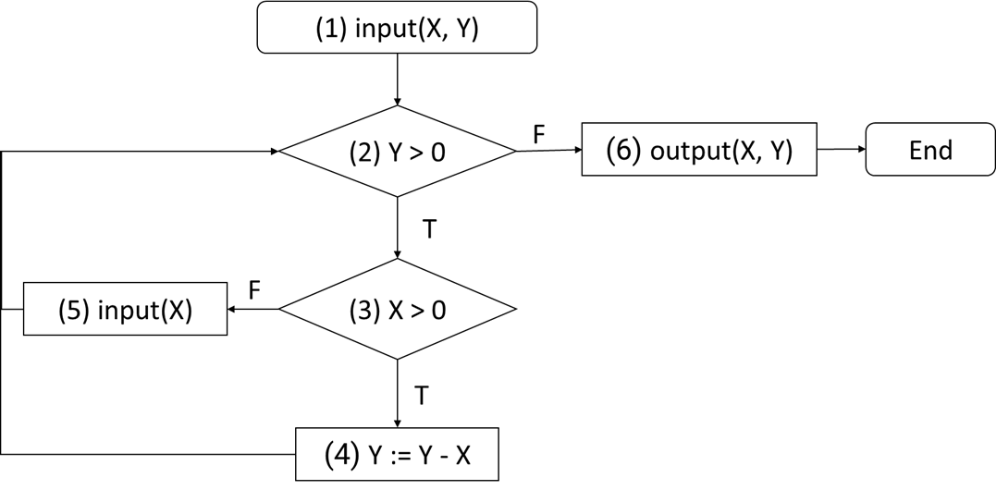 (1) input(X, Y)
(2) Y > 0
F
(6) output(X, Y)
End
T
(5) input(X)
F
(3) X > 0
T
(4) Y := Y - X